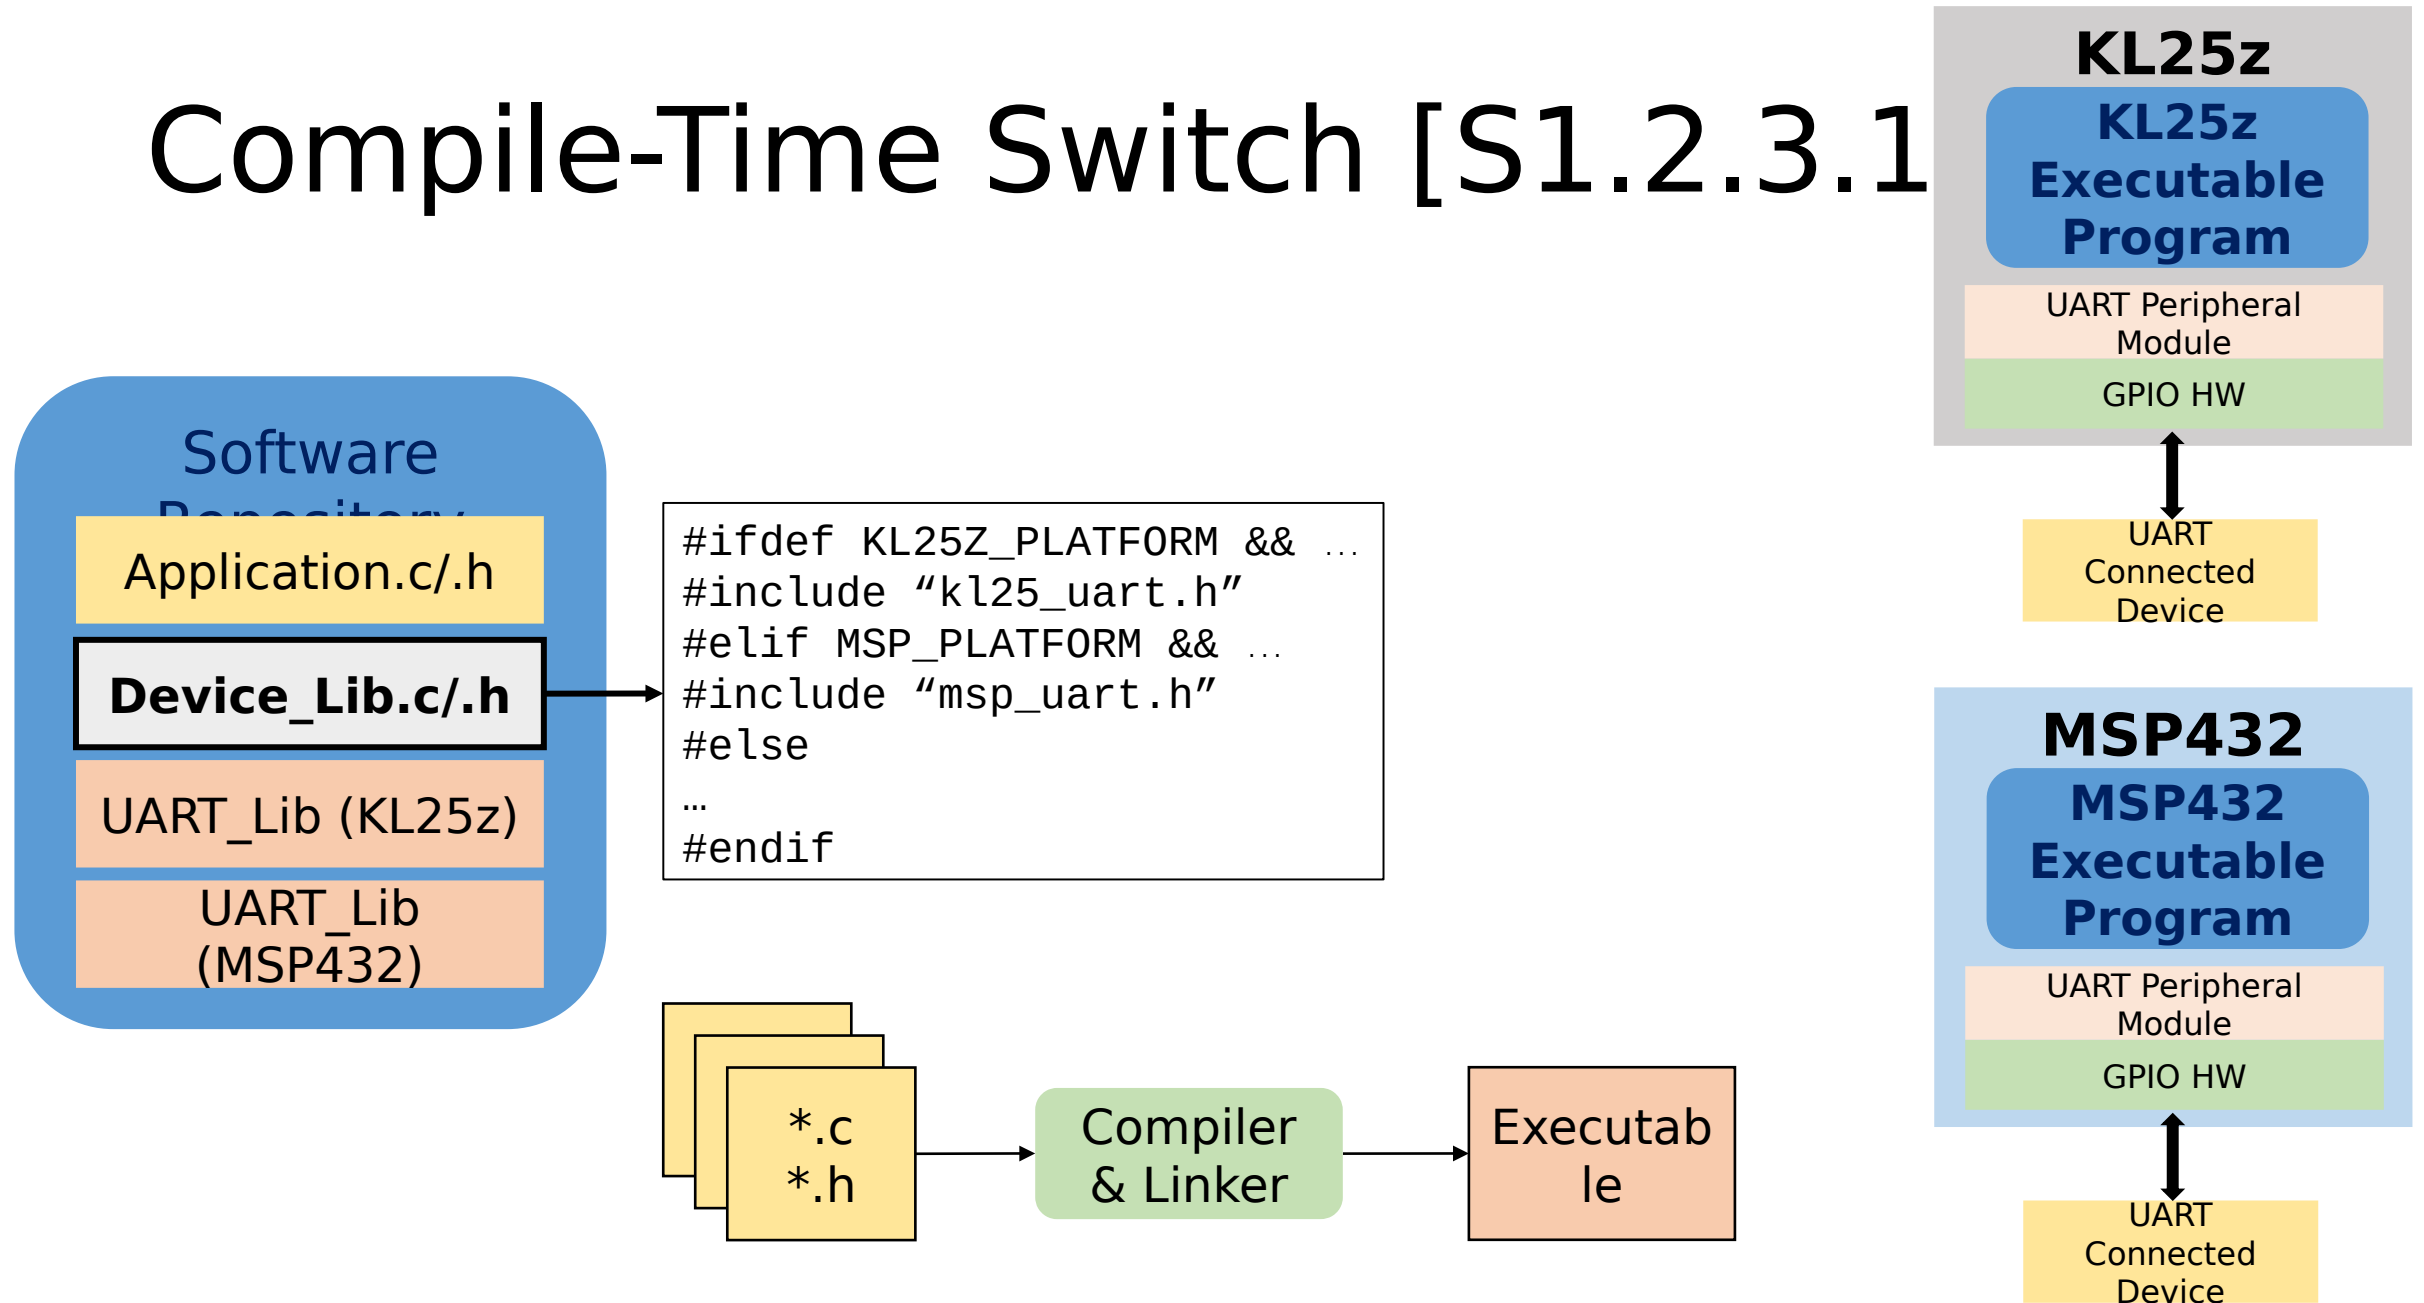 Compile-Time Switch [S1.2.3.1
Software
Repository
Application.c/.h
Device_Lib.c/.h
UART_Lib (KL25z)
UART_Lib
(MSP432)
#ifdef KL25Z_PLATFORM && …
#include “kl25_uart.h”
#elif MSP_PLATFORM && …
#include “msp_uart.h”
#else
…
#endif
*.c
*.h
Compiler
& Linker
Executab
le
KL25z
KL25z
Executable
Program
UART Peripheral
Module
GPIO HW
UART
Connected
Device
MSP432
MSP432
Executable
Program
UART Peripheral
Module
GPIO HW
UART
Connected
Device